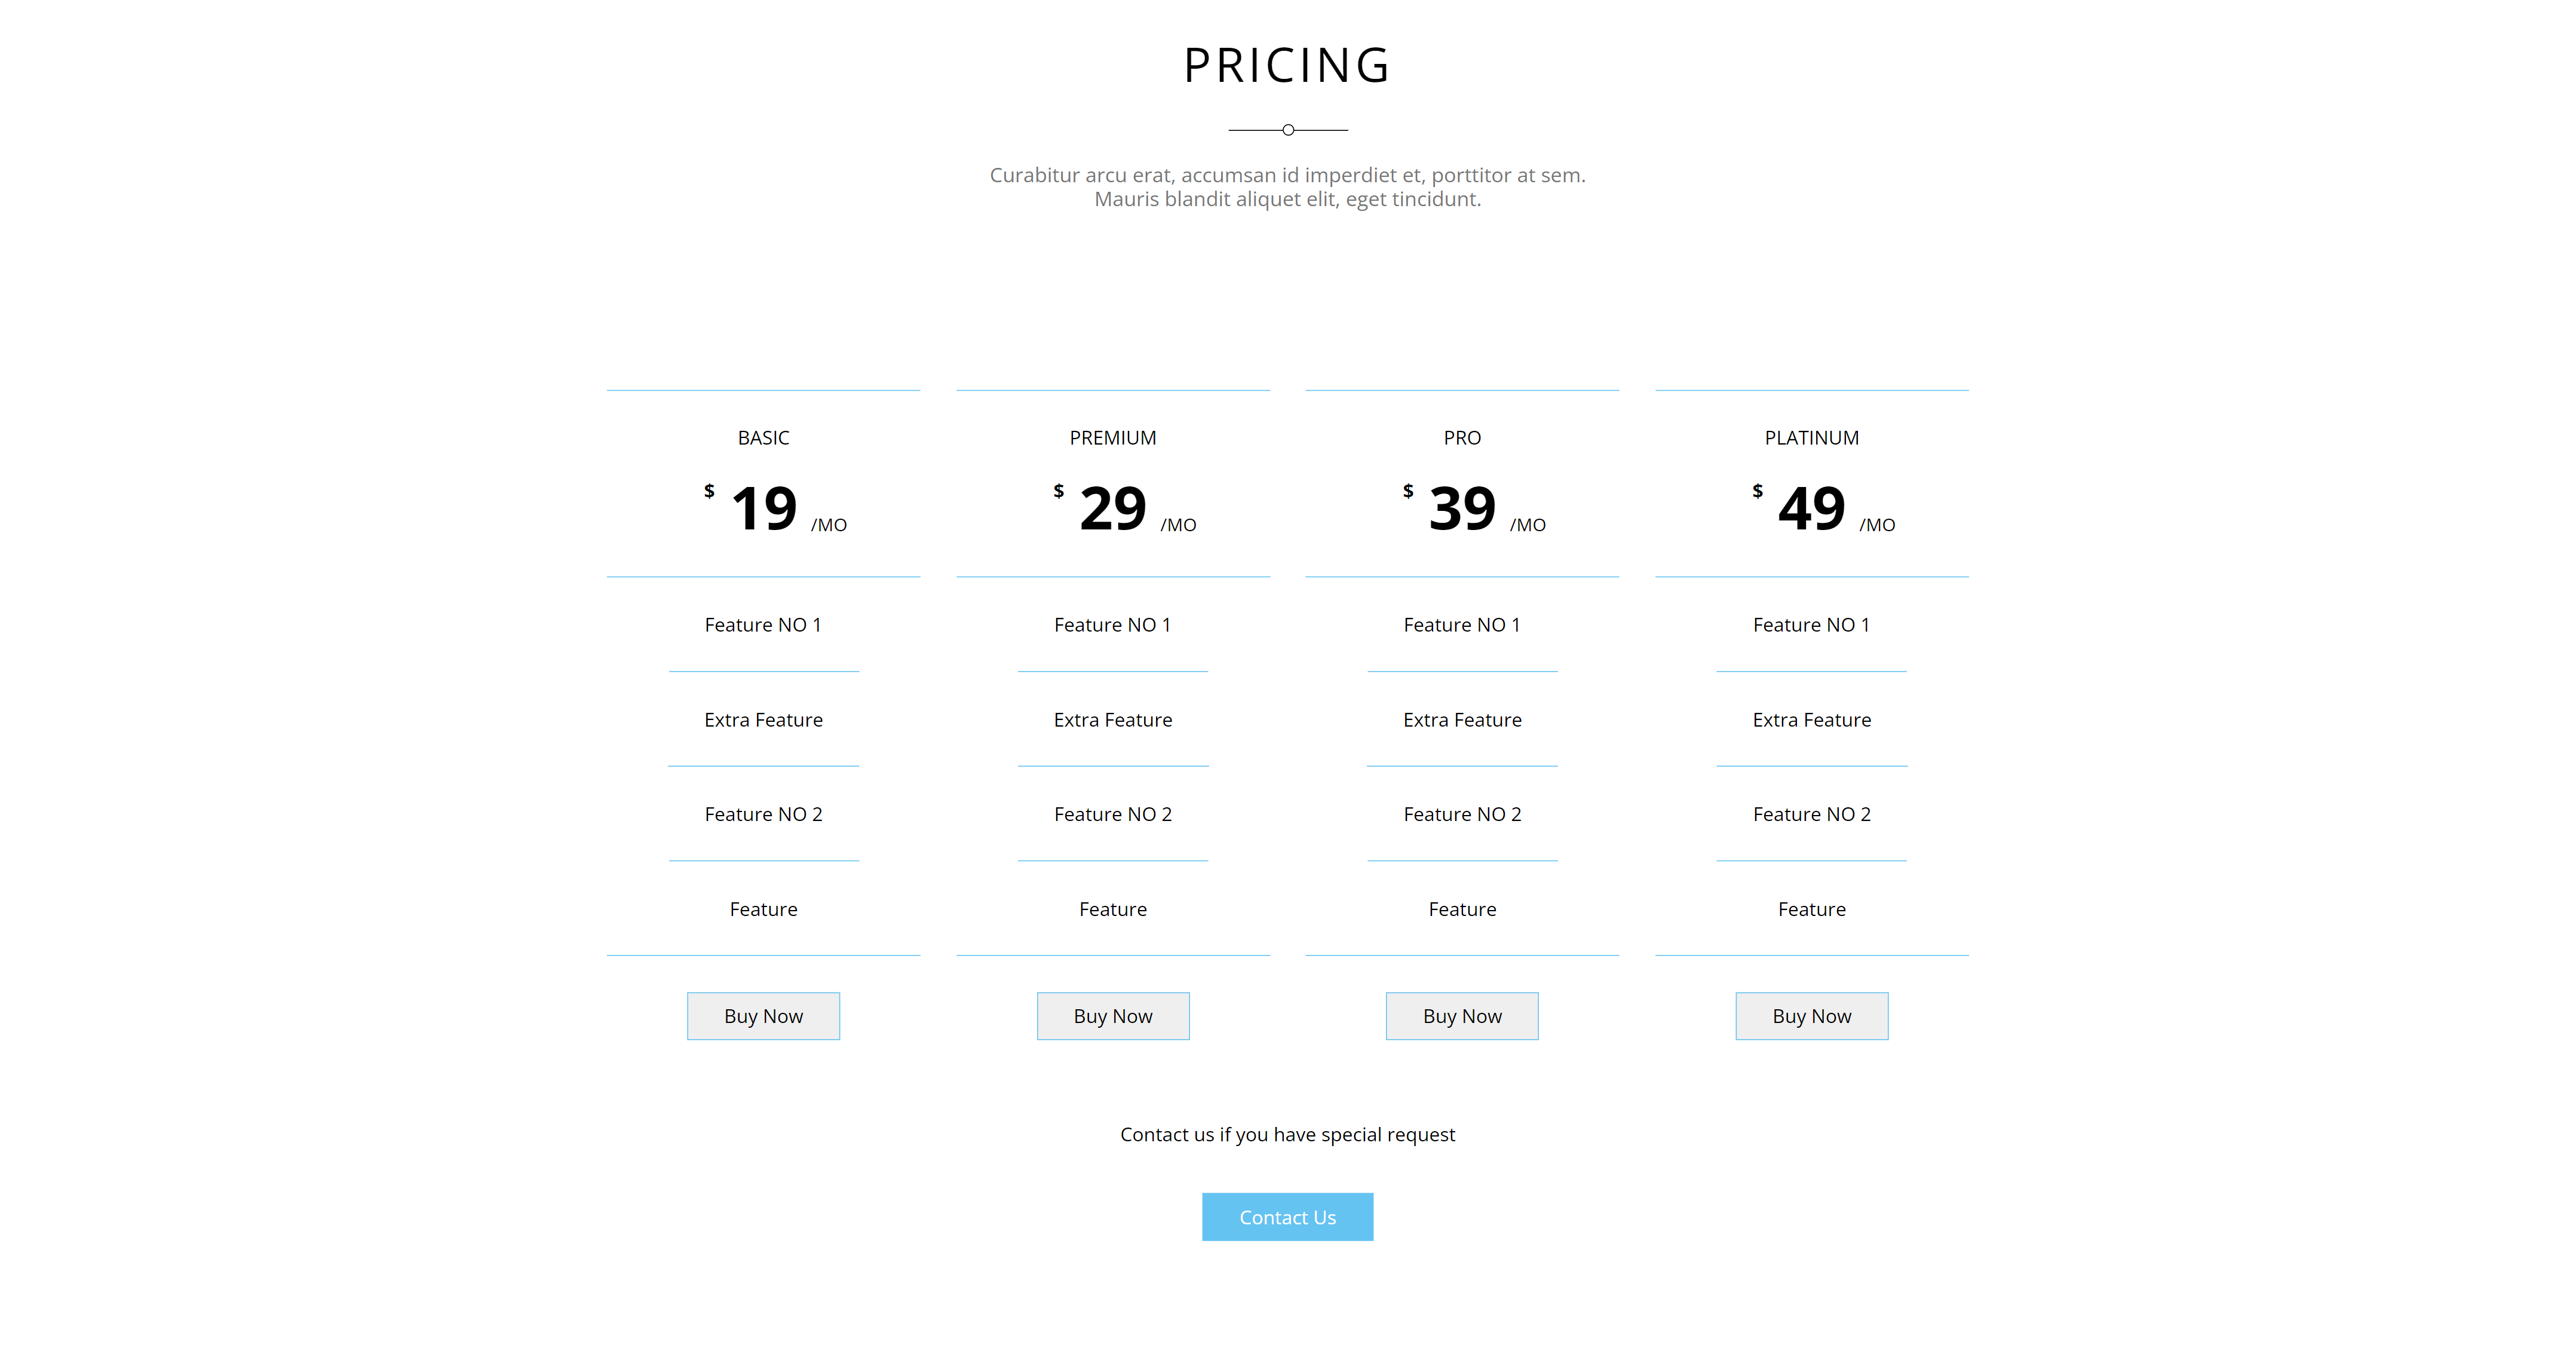 PRICING
Curabitur arcu erat, accumsan id imperdiet et, porttitor at sem.
Mauris blandit aliquet elit, eget tincidunt.
BASIC
$ 19 /MO
Feature NO 1
Extra Feature
Feature NO 2
Feature
Buy Now
PREMIUM
$ 29 /MO
Feature NO 1
Extra Feature
Feature NO 2
Feature
Buy Now
PRO
$ 39 /MO
Feature NO 1
Extra Feature
Feature NO 2
Feature
Buy Now
PLATINUM
$ 49 /MO
Feature NO 1
Extra Feature
Feature NO 2
Feature
Buy Now
Contact us if you have special request
Contact Us